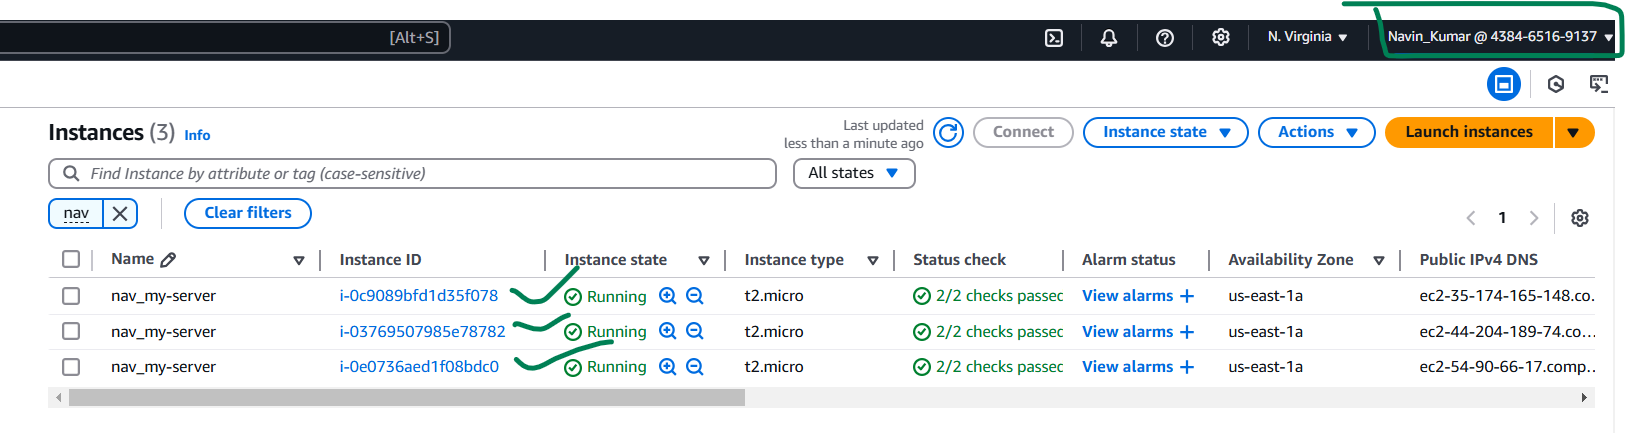 [Alt+S] N. Virginia Navin_Kumar @ 4384-6516-9137
Instances (3) Info
Last updated
less than a minute ago
Connect Instance state Actions Launch instances
Find Instance by attribute or tag (case-sensitive) All states
nav Clear filters 1
Name Instance ID Instance state Instance type Status check Alarm status Availability Zone Public IPv4 DNS
nav_my-server i-0c9089bfd1d35f078 Running t2.micro 2/2 checks passed View alarms + us-east-1a ec2-35-174-165-148.co...
nav_my-server i-03769507985e78782 Running t2.micro 2/2 checks passed View alarms + us-east-1a ec2-44-204-189-74.co...
nav_my-server i-0e0736aed1f08bdc0 Running t2.micro 2/2 checks passed View alarms + us-east-1a ec2-54-90-66-17.comp...